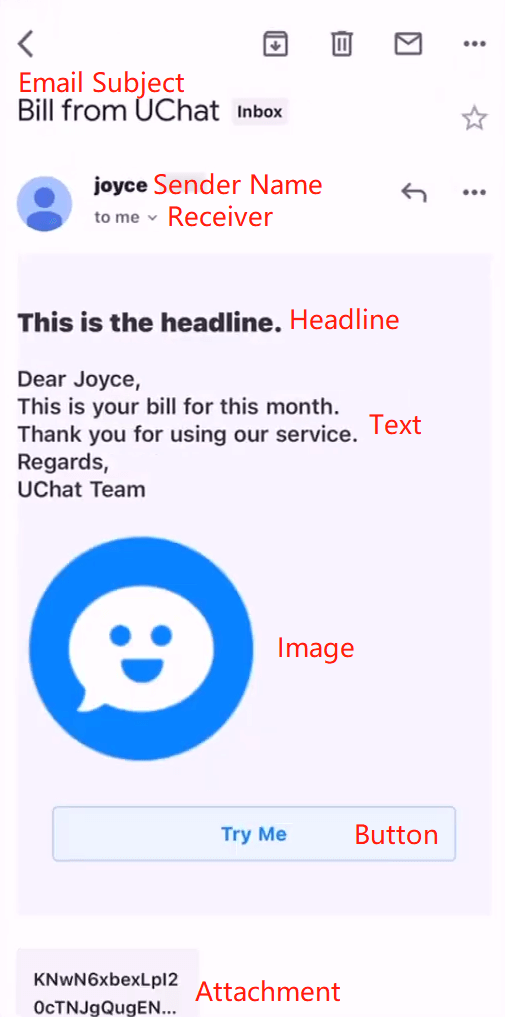 Email Subject
Bill from UChat Inbox
joyce Sender Name
to me Receiver
This is the headline. Headline
Dear Joyce,
This is your bill for this month.
Thank you for using our service. Text
Regards,
UChat Team
Image
Try Me Button
KNwN6xbexLpI2
0cTNJgQugEN...
Attachment